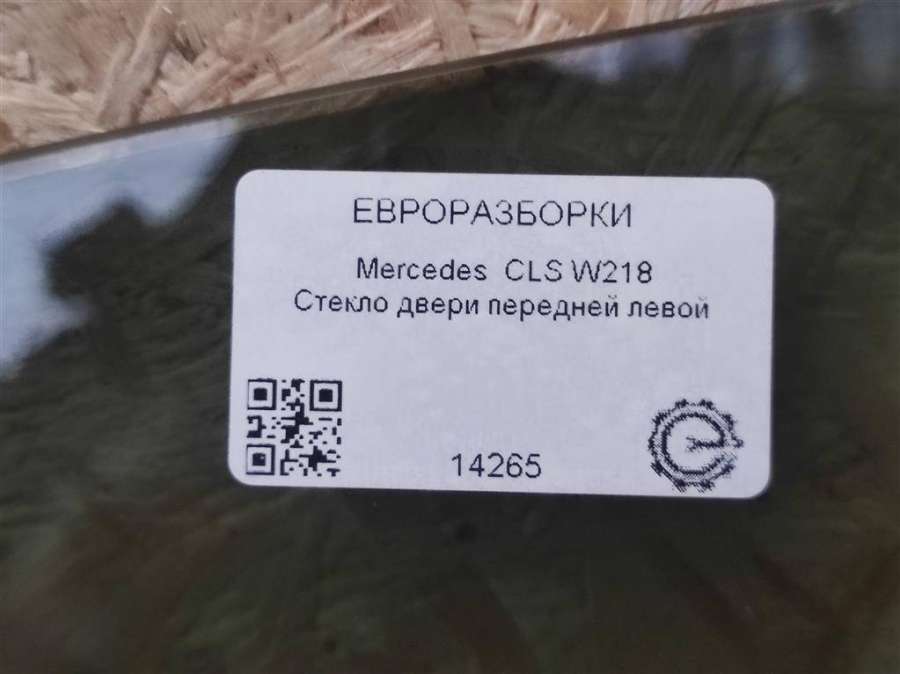 ЕВРОРАЗБОРКИ
Mercedes CLS W218
Стекло двери передней левой
14265